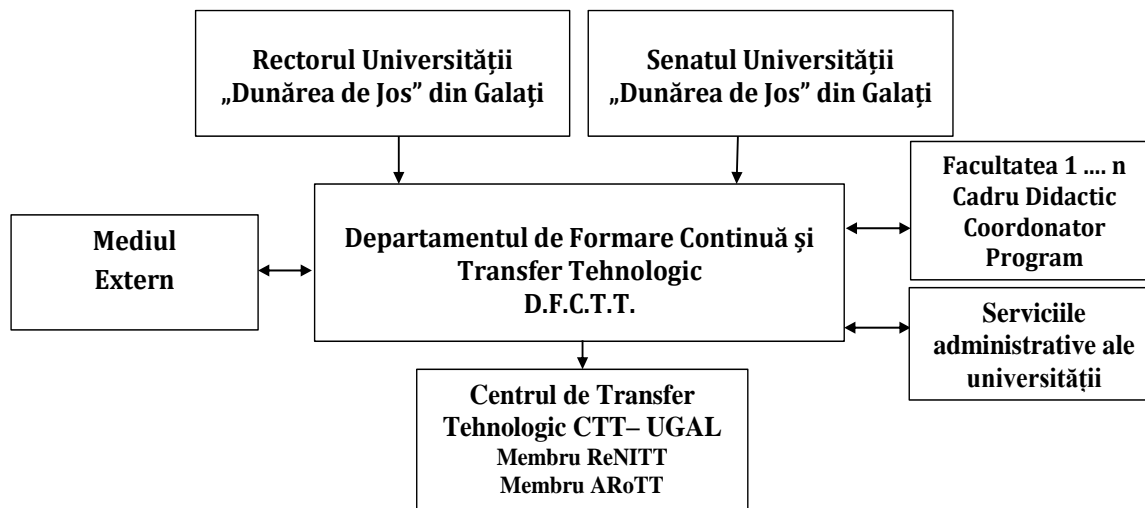 Rectorul Universității
„Dunărea de Jos” din Galați
Senatul Universității
„Dunărea de Jos” din Galați
Facultatea 1 .... n
Cadru Didactic
Coordonator
Program
Mediul
Extern
Departamentul de Formare Continuă și
Transfer Tehnologic
D.F.C.T.T.
Serviciile
administrative ale
universității
Centrul de Transfer
Tehnologic CTT– UGAL
Membru ReNITT
Membru ARoTT